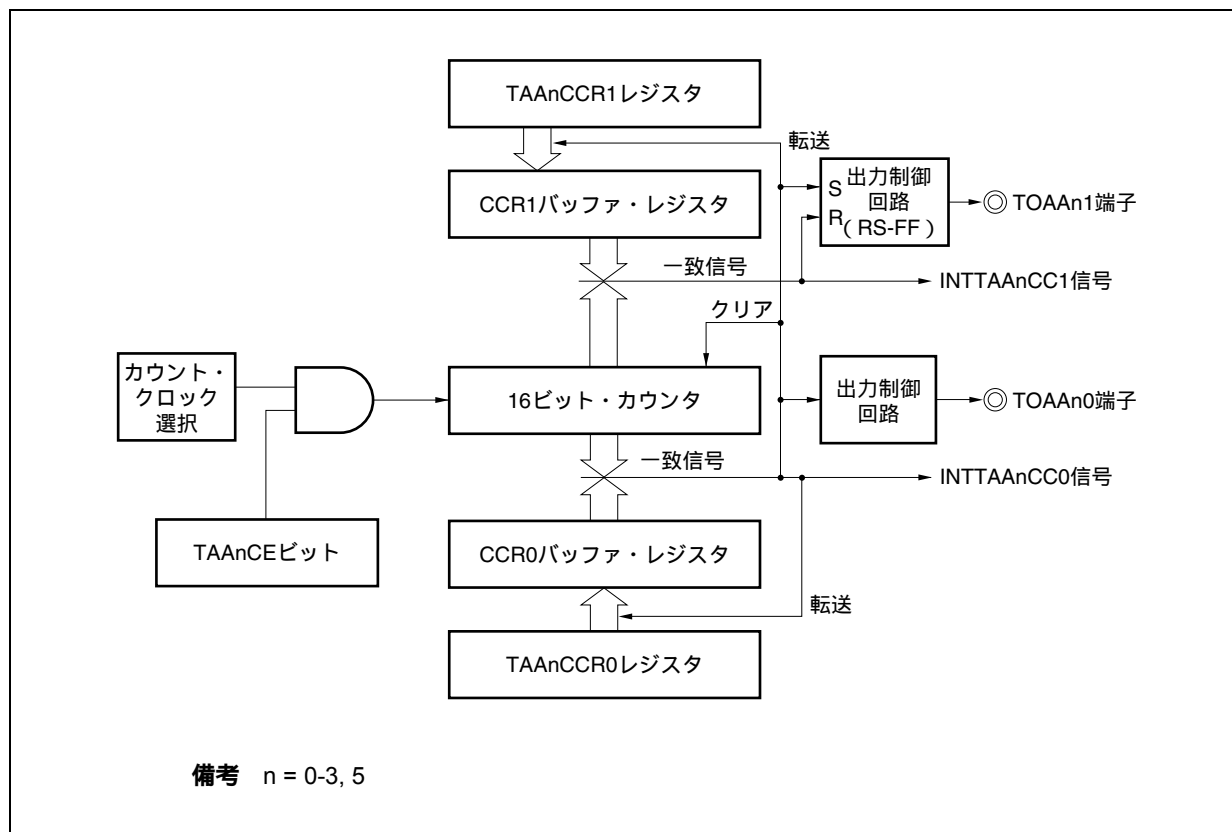 TAAnCCR1レジスタ
転送
CCR1バッファ・レジスタ
S
R
出力制御
回路
（RS-FF）
TOAAn1端子
一致信号
INTTAAnCC1信号
クリア
カウント・
クロック
選択
16ビット・カウンタ
出力制御
回路
TOAAn0端子
一致信号
INTTAAnCC0信号
TAAnCEビット
CCR0バッファ・レジスタ
転送
TAAnCCR0レジスタ
備考 n = 0-3, 5